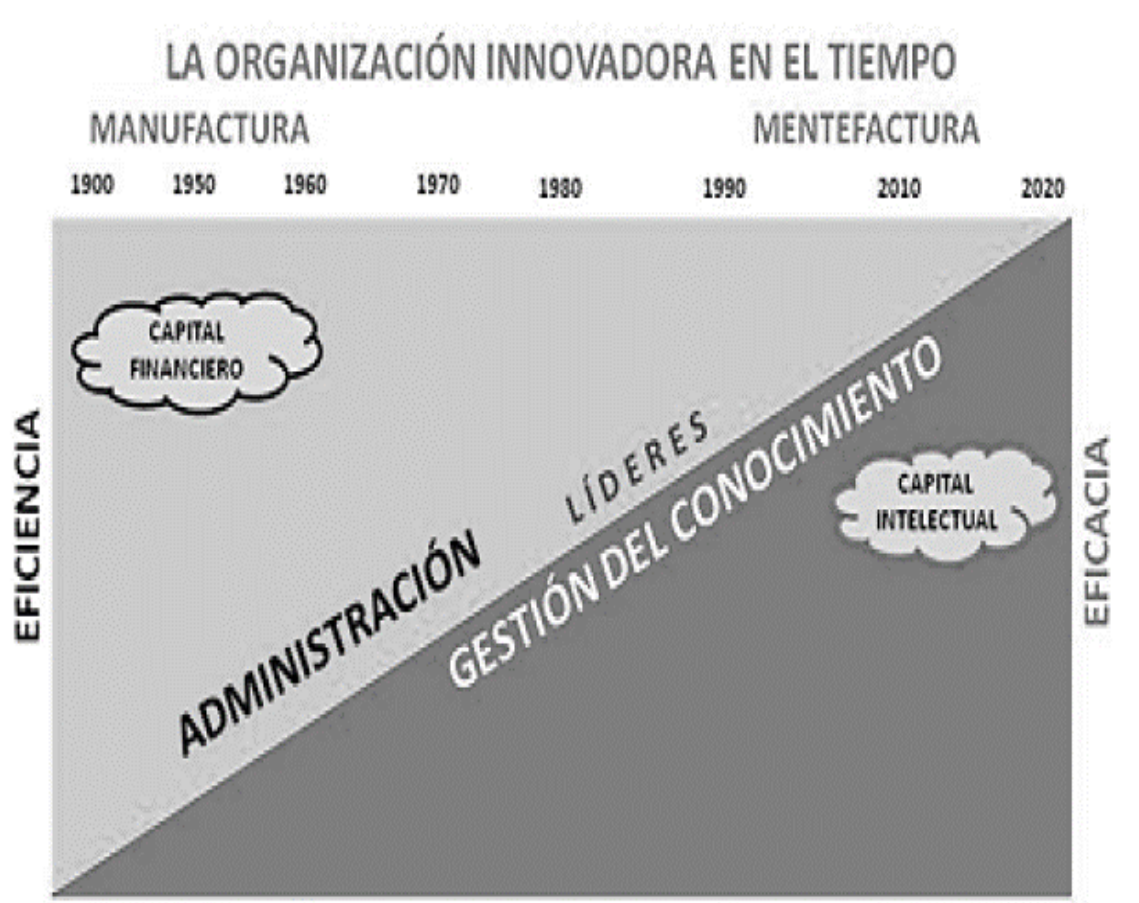 LA ORGANIZACIÓN INNOVADORA EN EL TIEMPO
MANUFACTURA MENTEFACTURA
1900 1950 1960 1970 1980 1990 2010 2020
CAPITAL
FINANCIERO
EFICIENCIA
ADMINISTRACIÓN
LÍDERES
GESTIÓN DEL CONOCIMIENTO
CAPITAL
INTELECTUAL
EFICACIA